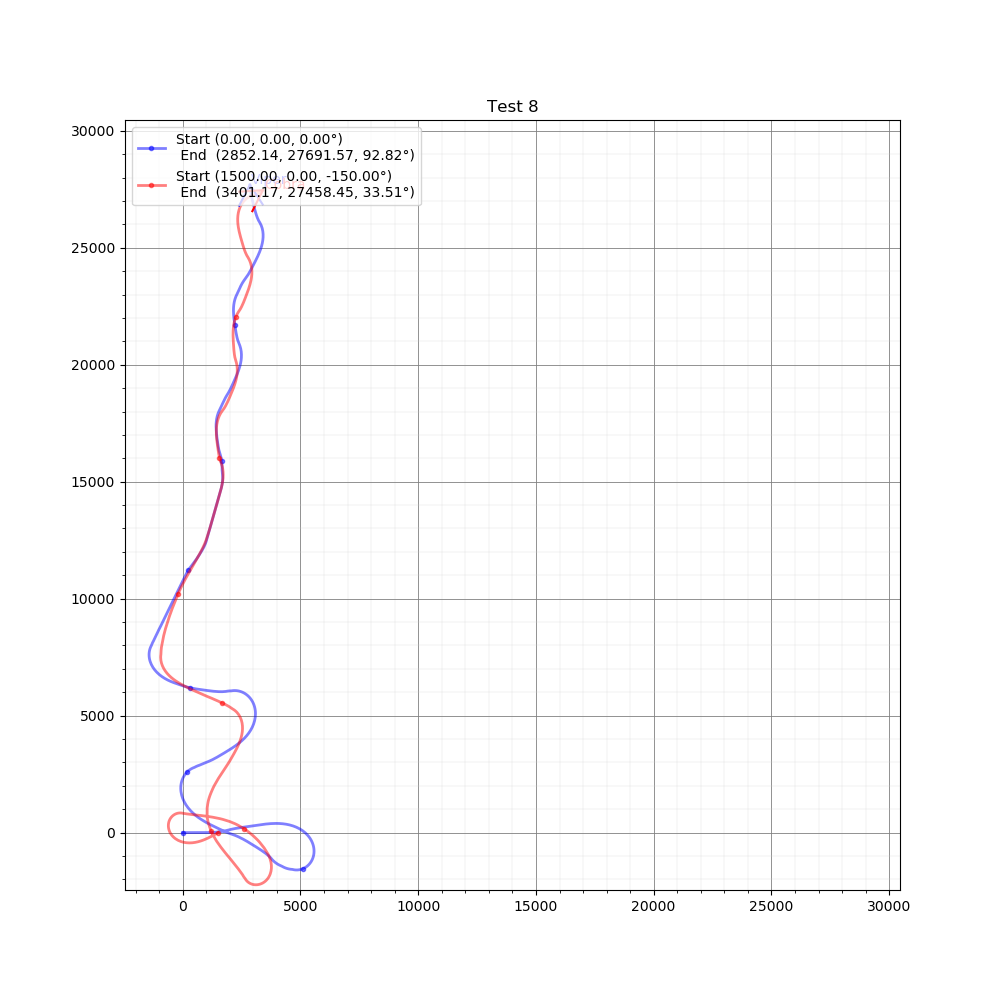 Test 8
Start (0.00, 0.00, 0.00°)
End (2852.14, 27691.57, 92.82°)
Start (1500.00, 0.00, -150.00°)
End (3401.17, 27458.45, 33.51°)
30000
25000
20000
15000
10000
5000
0
0 5000 10000 15000 20000 25000 30000